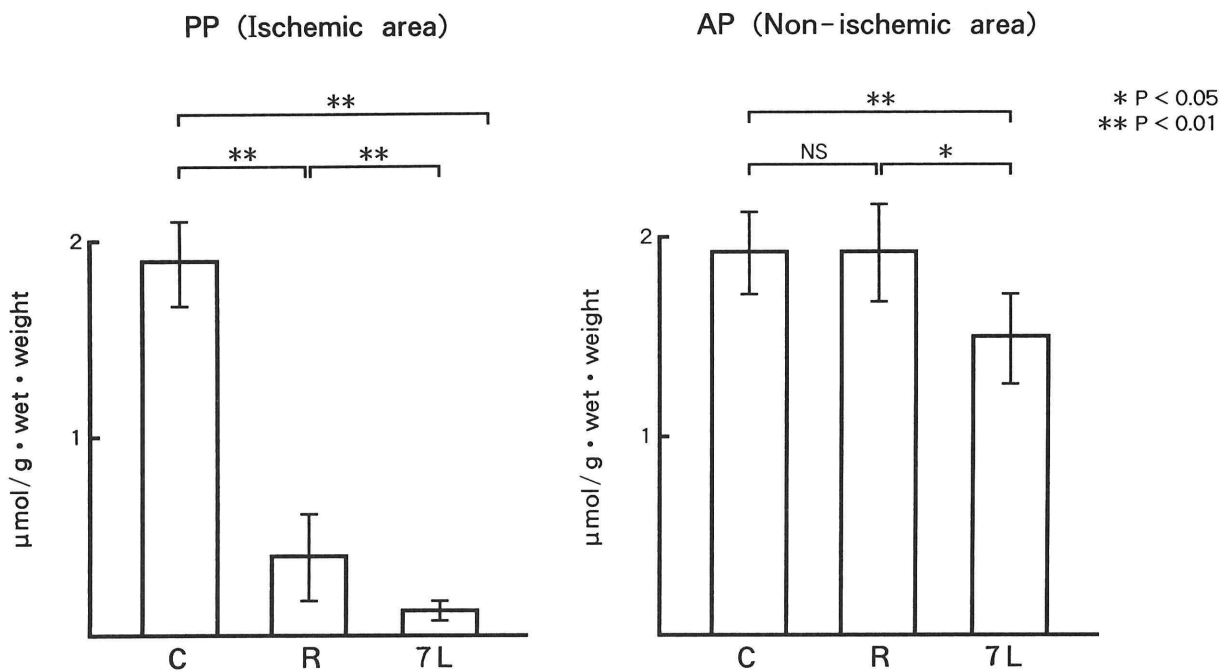 PP (Ischemic area)
**
** **
2
1
μmol/g・wet・weight
C R 7L
AP (Non-ischemic area)
* P < 0.05
** P < 0.01
**
NS *
2
1
μmol/g・wet・weight
C R 7L